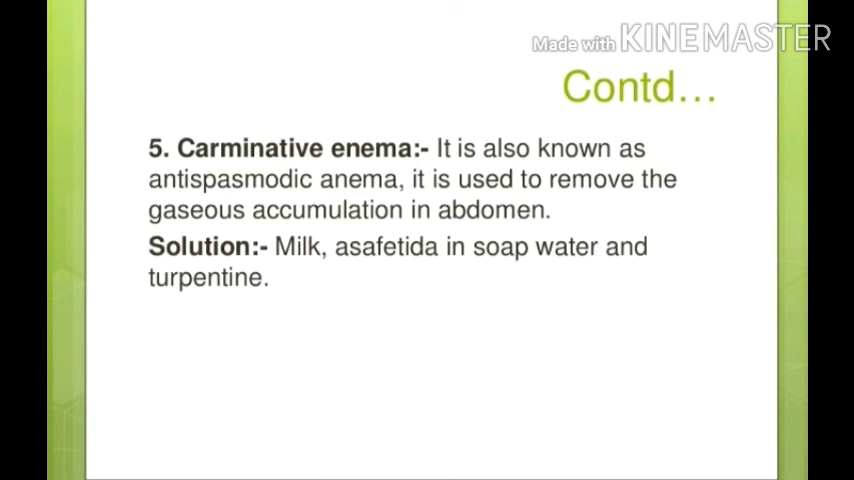 Made with KINEMASTER
Contd...
5. Carminative enema:- It is also known as
antispasmodic anema, it is used to remove the
gaseous accumulation in abdomen.
Solution:- Milk, asafetida in soap water and
turpentine.